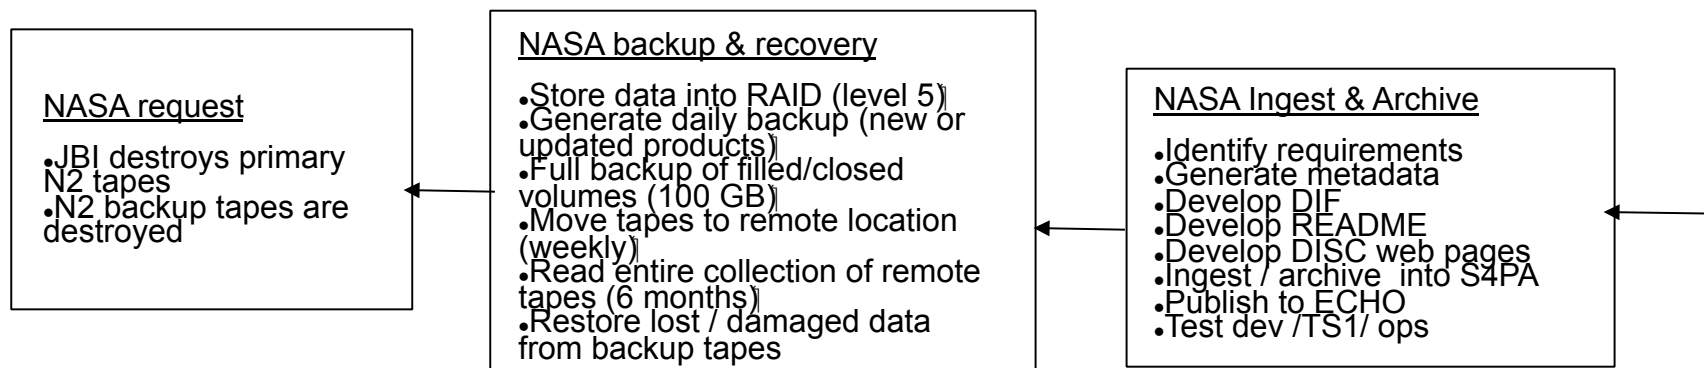 NASA request
•JBI destroys primary
N2 tapes
•N2 backup tapes are
destroyed
NASA backup & recovery
•Store data into RAID (level 5)
•Generate daily backup (new or
updated products)
•Full backup of filled/closed
volumes (100 GB)
•Move tapes to remote location
(weekly)
•Read entire collection of remote
tapes (6 months)
•Restore lost / damaged data
from backup tapes
NASA Ingest & Archive
•Identify requirements
•Generate metadata
•Develop DIF
•Develop README
•Develop DISC web pages
•Ingest / archive  into S4PA
•Publish to ECHO
•Test dev /TS1/ ops